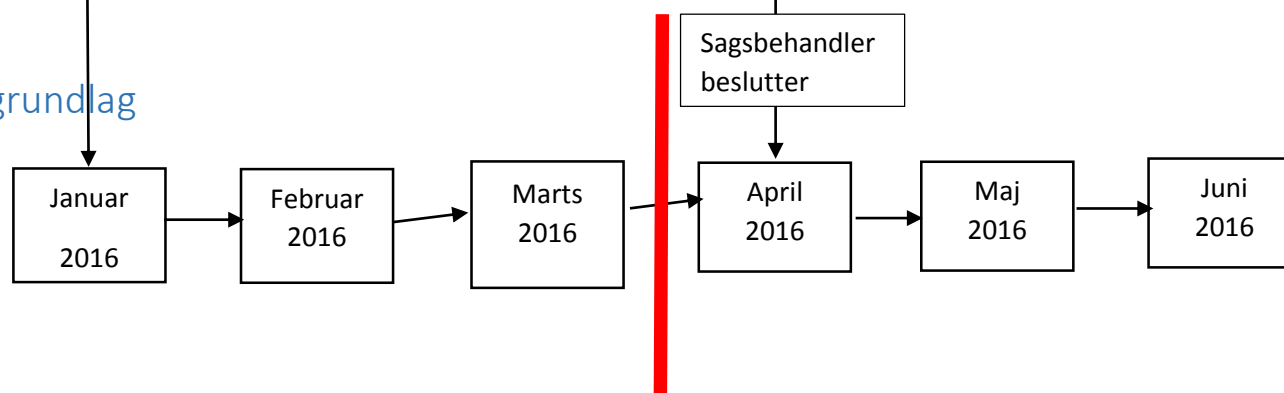 Sagsbehandler
beslutter
grundlag
Januar
2016
Februar
2016
Marts
2016
April
2016
Maj
2016
Juni
2016